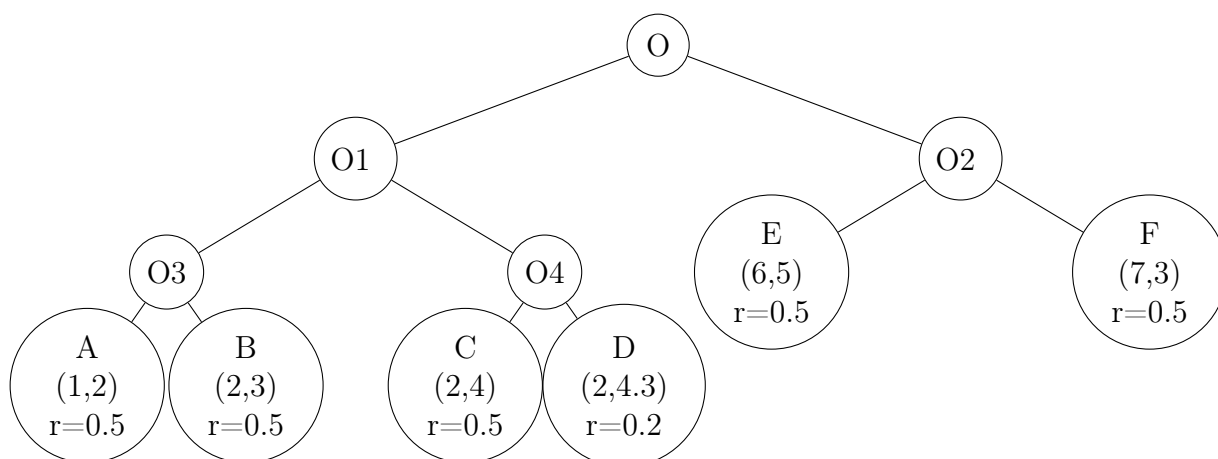 O
O1
O2
O3
O4
E
(6,5)
r=0.5
F
(7,3)
r=0.5
A
(1,2)
r=0.5
B
(2,3)
r=0.5
C
(2,4)
r=0.5
D
(2,4.3)
r=0.2